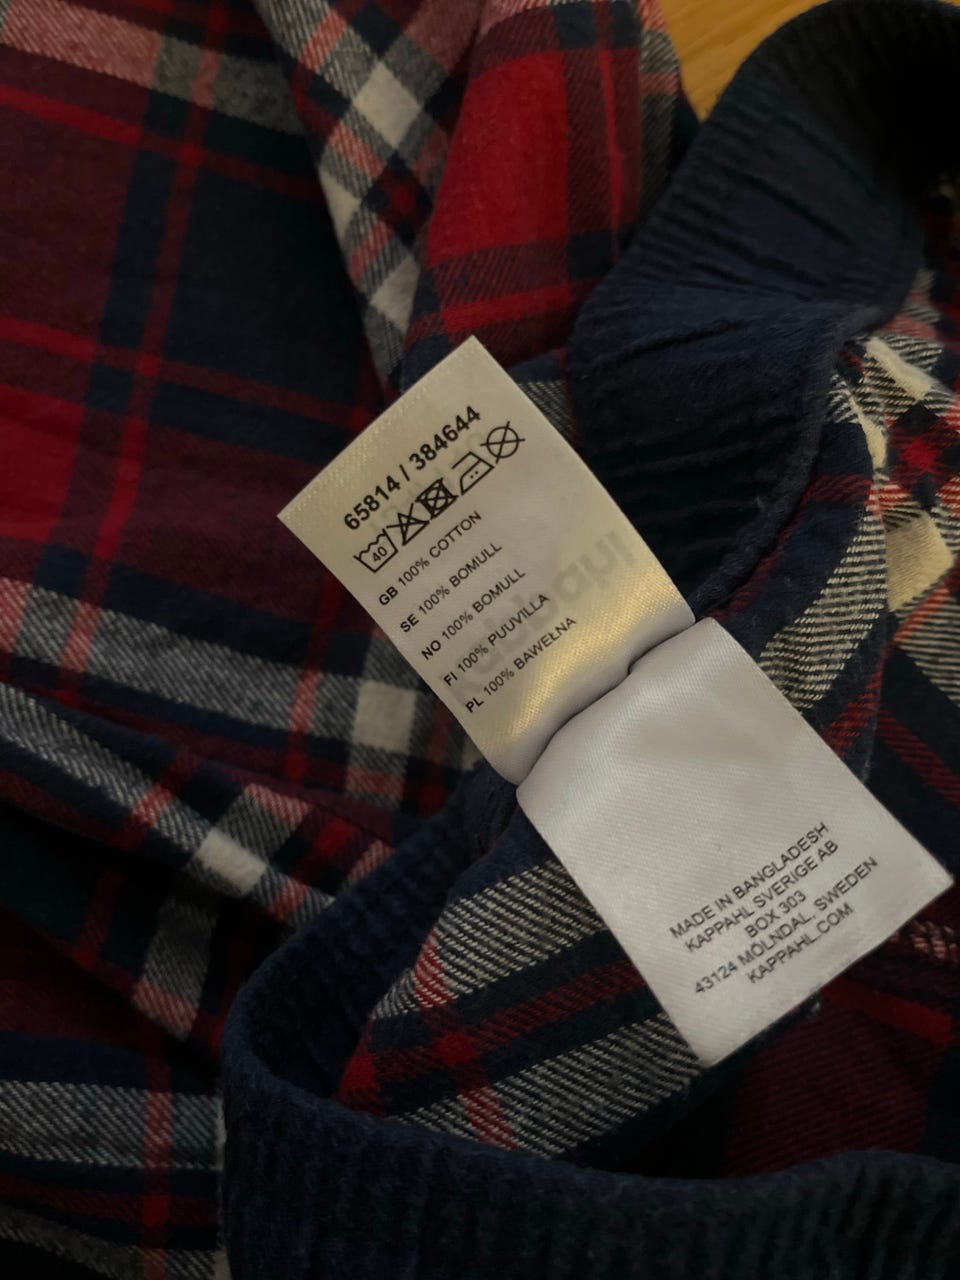 65814 / 384644
40
GB 100% COTTON
SE 100% BOMULL
NO 100% BOMULL
FI 100% PUUVILLA
PL 100% BAWEŁNA
MADE IN BANGLADESH
KAPPAHL SVERIGE AB
BOX 303
43124 MÖLNDAL, SWEDEN
KAPPAHL.COM